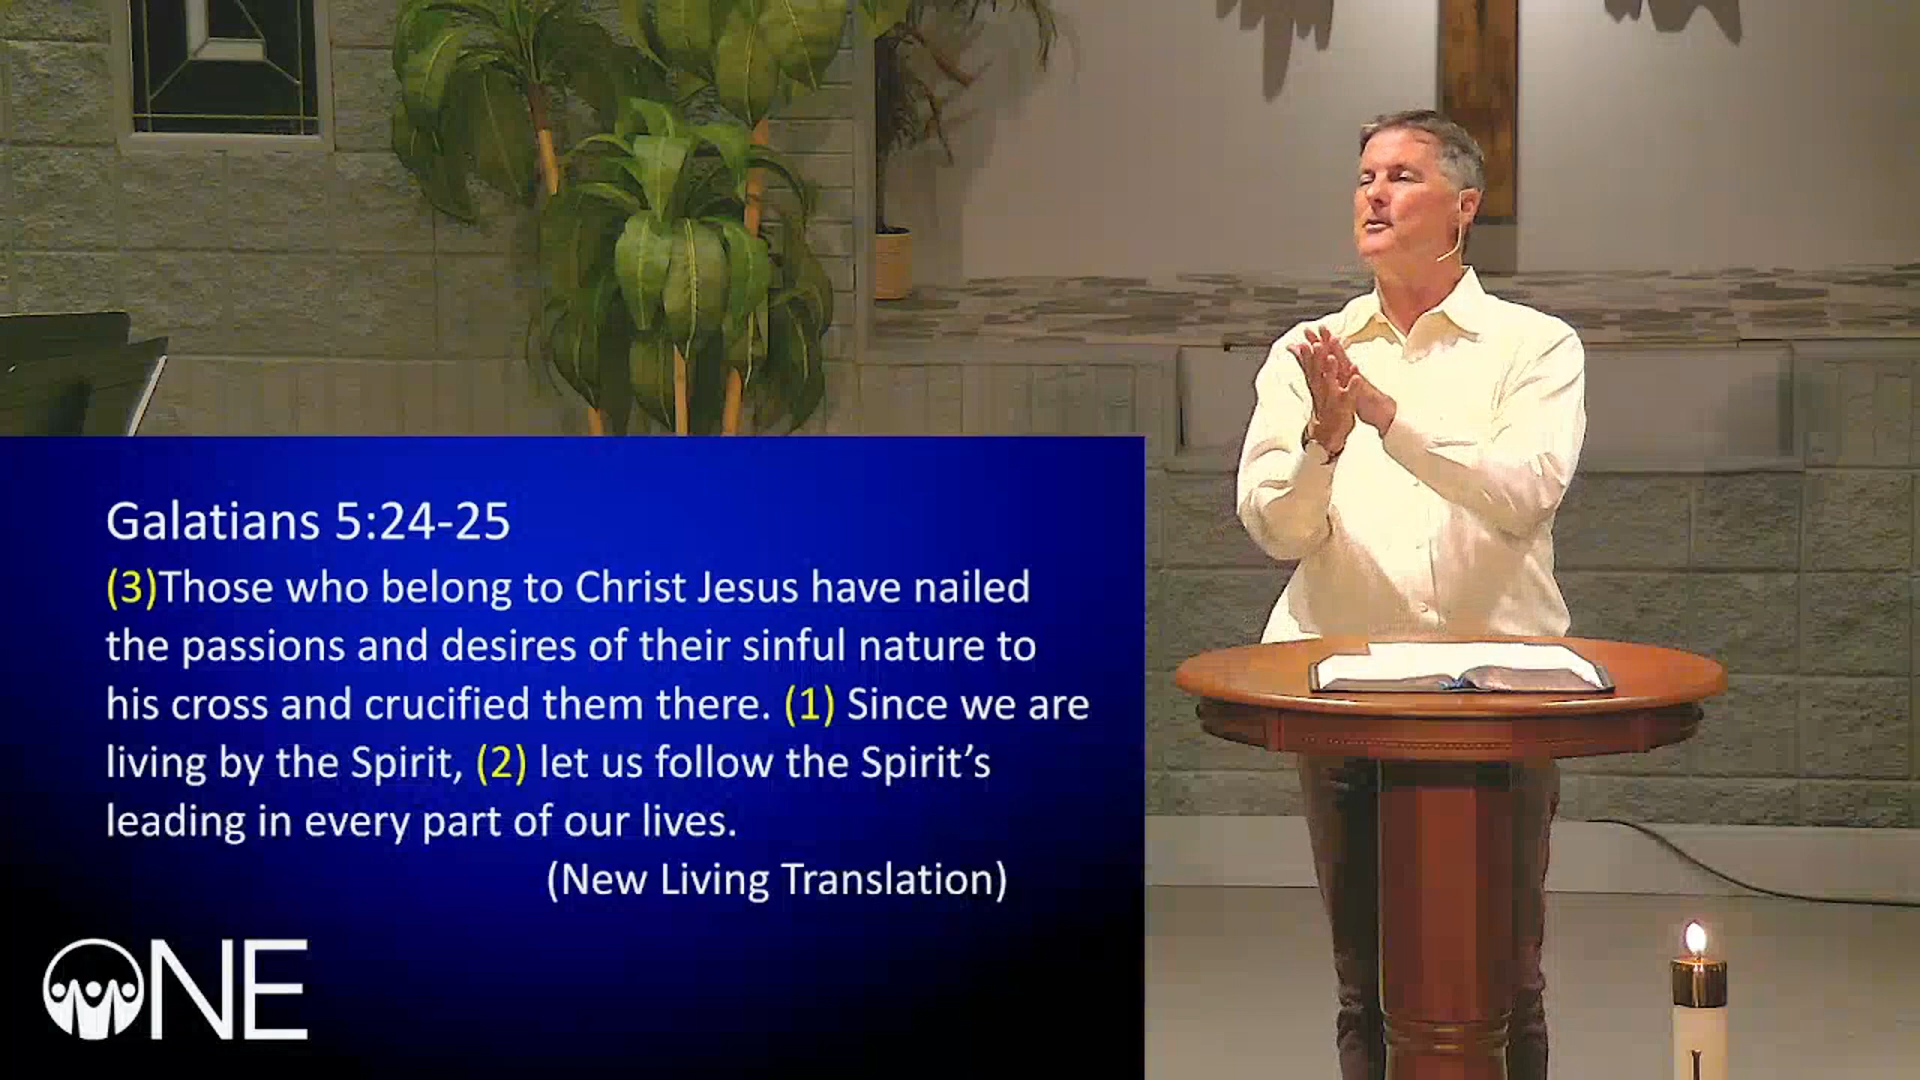 Galatians 5:24-25
(3)Those who belong to Christ Jesus have nailed
the passions and desires of their sinful nature to
his cross and crucified them there. (1) Since we are
living by the Spirit, (2) let us follow the Spirit’s
leading in every part of our lives.
(New Living Translation)
ONE